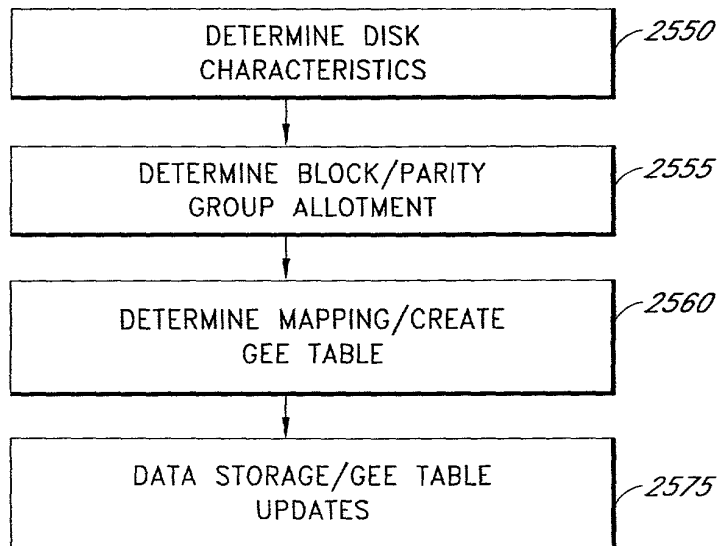 DETERMINE DISK
CHARACTERISTICS
2550
DETERMINE BLOCK/PARITY
GROUP ALLOTMENT
2555
DETERMINE MAPPING/CREATE
GEE TABLE
2560
DATA STORAGE/GEE TABLE
UPDATES
2575